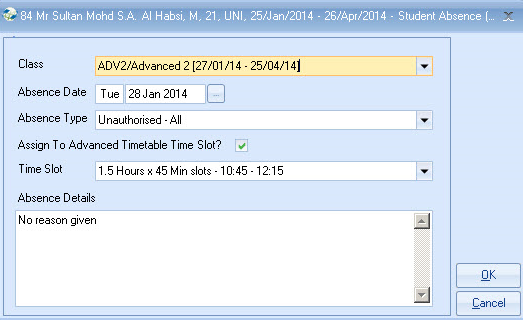 84 Mr Sultan Mohd S.A. Al Habsi, M, 21, UNI, 25/Jan/2014 - 26/Apr/2014 - Student Absence (...
Class ADV2/Advanced 2 [27/01/14 - 25/04/14]
Absence Date Tue 28 Jan 2014 ...
Absence Type Unauthorised - All
Assign To Advanced Timetable Time Slot?
Time Slot 1.5 Hours x 45 Min slots - 10:45 - 12:15
Absence Details
No reason given
OK
Cancel